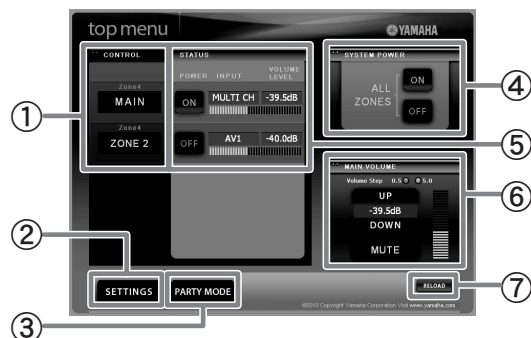 top menu
YAMAHA
CONTROL
STATUS
SYSTEM POWER
POWER INPUT VOLUME LEVEL
Zone4
MAIN
ON MULTI CH -39.5dB
Zone4
ZONE 2
OFF AV1 -40.0dB
ALL ZONES
ON
OFF
MAIN VOLUME
Volume Step 0.5 5.0
UP
-39.5dB
DOWN
MUTE
SETTINGS
PARTY MODE
RELOAD
©2010 Copyright Yamaha Corporation Visit www.yamaha.com
①
②
③
④
⑤
⑥
⑦